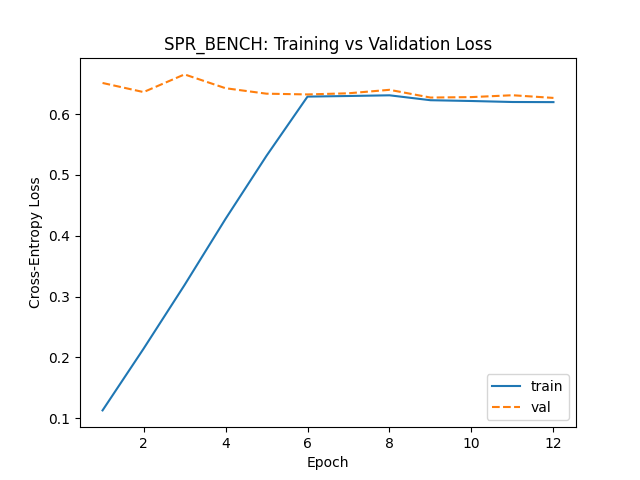 SPR_BENCH: Training vs Validation Loss
Cross-Entropy Loss
0.6
0.5
0.4
0.3
0.2
0.1
train
val
2 4 6 8 10 12
Epoch